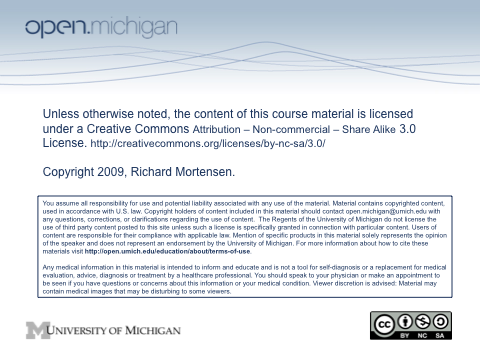 open.michigan
Unless otherwise noted, the content of this course material is licensed
under a Creative Commons Attribution – Non-commercial – Share Alike 3.0
License. http://creativecommons.org/licenses/by-nc-sa/3.0/
Copyright 2009, Richard Mortensen.
You assume all responsibility for use and potential liability associated with any use of the material. Material contains copyrighted content,
used in accordance with U.S. law. Copyright holders of content included in this material should contact open.michigan@umich.edu with
any questions, corrections, or clarifications regarding the use of content. The Regents of the University of Michigan do not license the
use of third party content posted to this site unless such a license is specifically granted in connection with particular content. Users of
content are responsible for their compliance with applicable law. Mention of specific products in this material solely represents the opinion
of the speaker and does not represent an endorsement by the University of Michigan. For more information about how to cite these
materials visit http://open.umich.edu/education/about/terms-of-use
Any medical information in this material is intended to inform and educate and is not a tool for self-diagnosis or a replacement for medical
evaluation, advice, diagnosis or treatment by a healthcare professional. You should speak to your physician or make an appointment to
be seen if you have questions or concerns about this information or your medical condition. Viewer discretion is advised: Material may
contain medical images that may be disturbing to some viewers.
M UNIVERSITY OF MICHIGAN
cc
BY NC SA